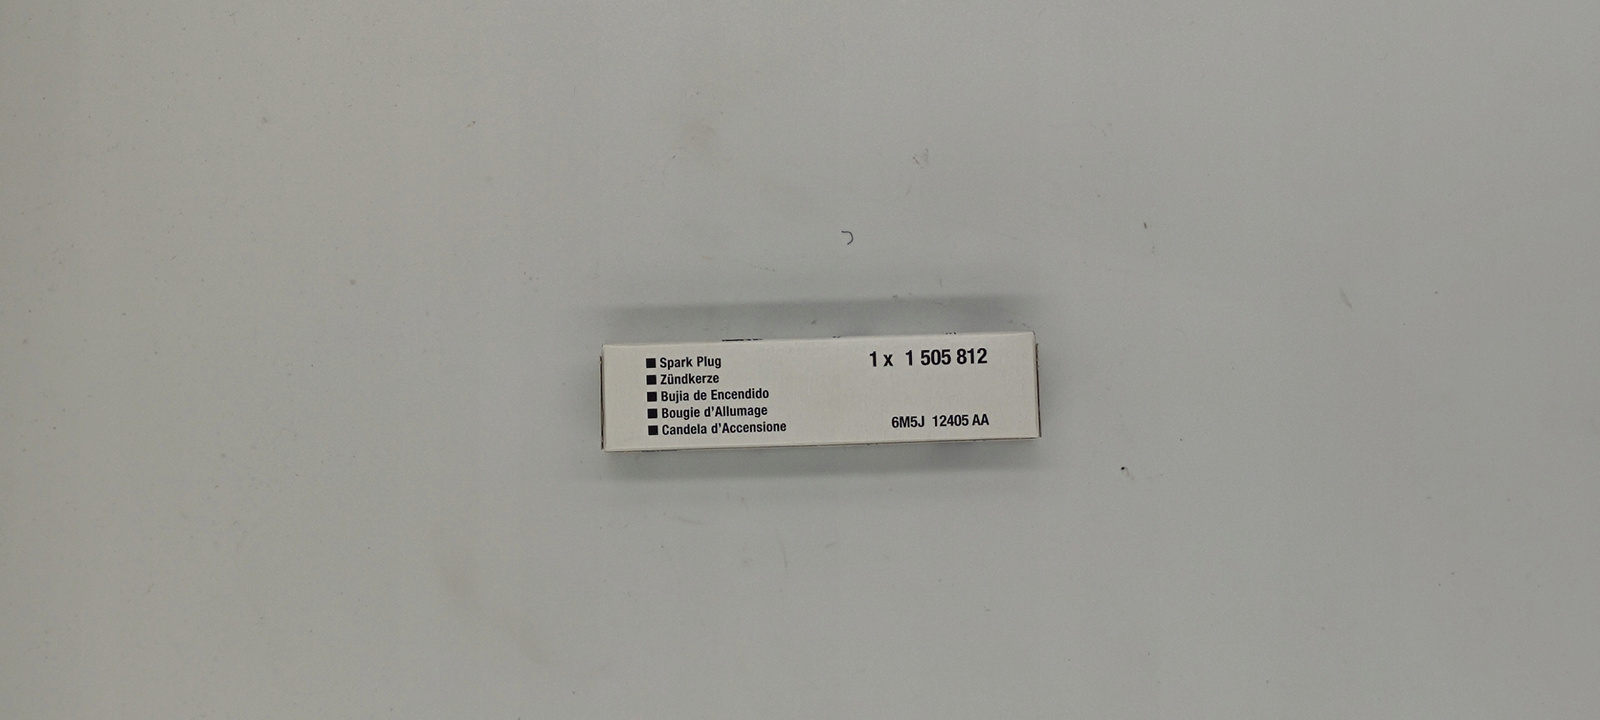 Spark Plug
Zündkerze
Bujia de Encendido
Bougie d'Allumage
Candela d'Accensione
1 x 1 505 812
6M5J 12405 AA